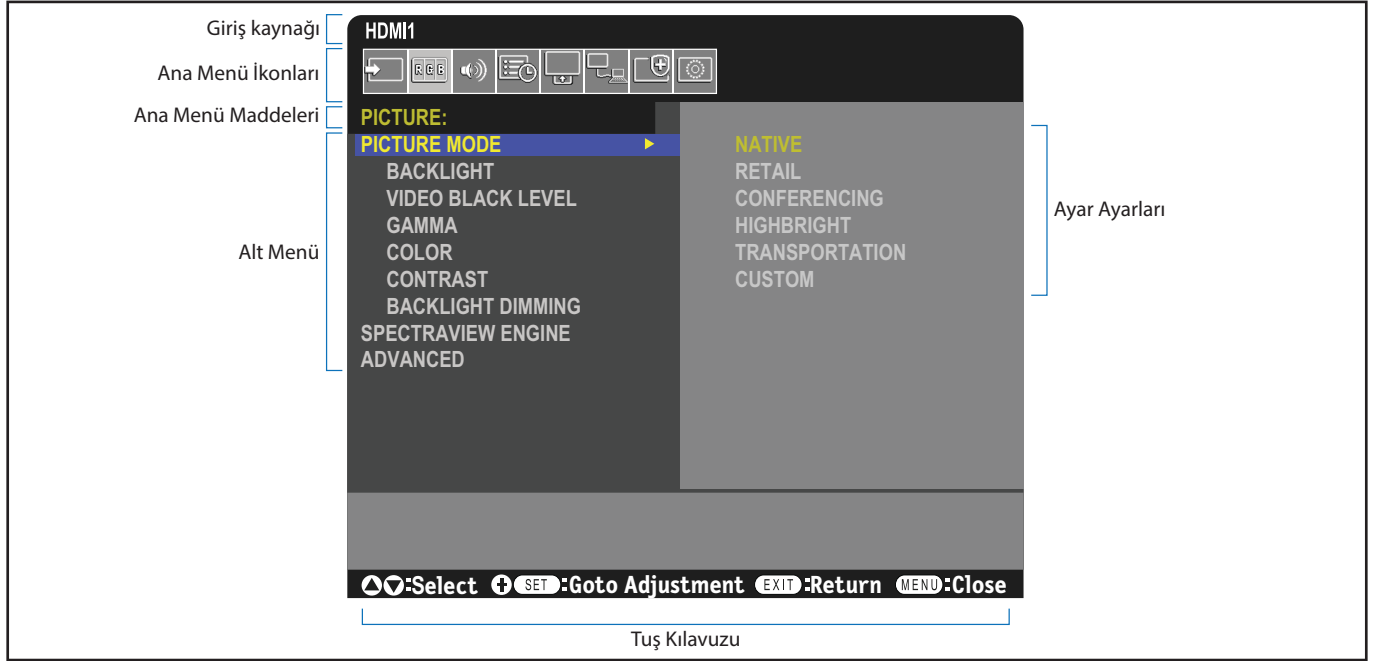 Giriş kaynağı
HDMI1
Ana Menü İkonları
RGB
Ana Menü Maddeleri
PICTURE:
PICTURE MODE
BACKLIGHT
VIDEO BLACK LEVEL
GAMMA
COLOR
CONTRAST
BACKLIGHT DIMMING
SPECTRAVIEW ENGINE
ADVANCED
Alt Menü
NATIVE
RETAIL
CONFERENCING
HIGHBRIGHT
TRANSPORTATION
CUSTOM
Ayar Ayarları
:Select SET:Goto Adjustment EXIT:Return MENU:Close
Tuş Kılavuzu